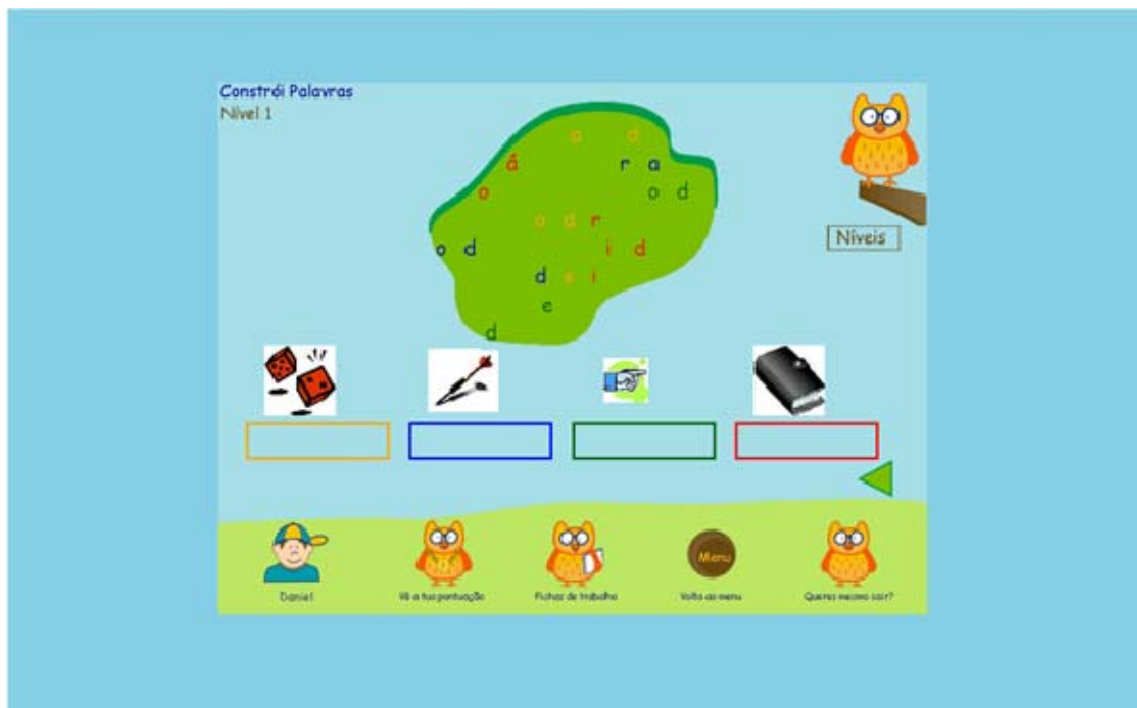 Constrói Palavras
Nível 1
o d
á
r a
o
o d
a d r
o d
i d
d s i
e
d
Níveis
Menu
Daniel
Vê a tua pontuação
Fichas de trabalho
Volta ao menu
Queres mesmo sair?